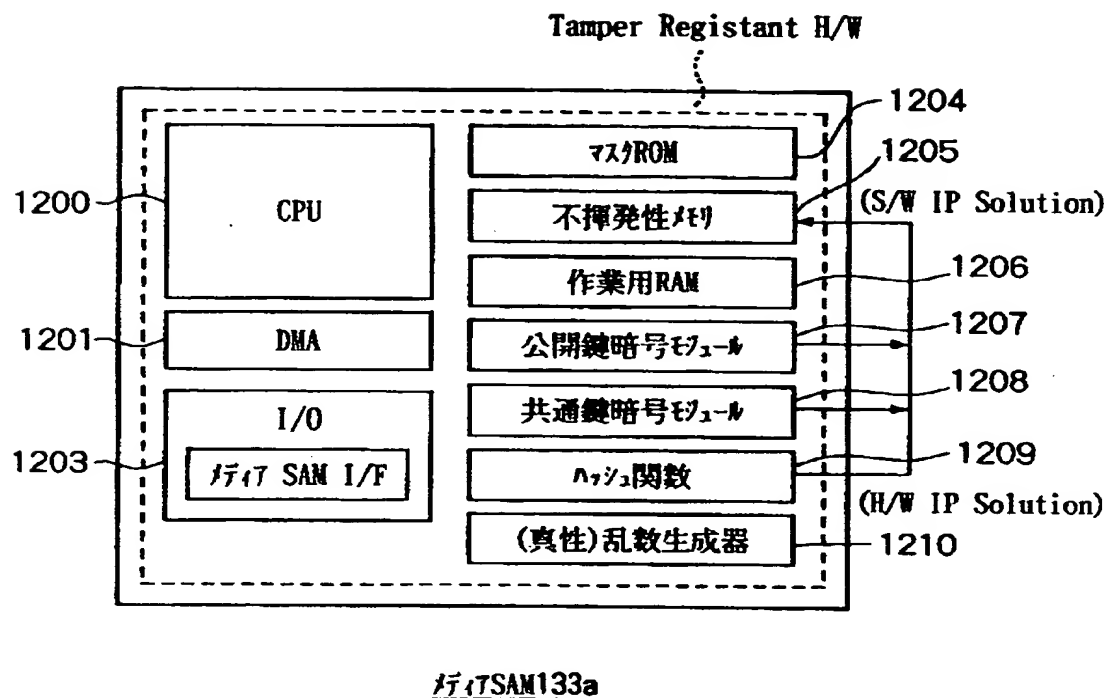 Tamper Registant H/W
1204
マスタROM
1205
1200
CPU
不揮発性メモリ
(S/W IP Solution)
作業用RAM
1206
1201
DMA
公開鍵暗号モジュール
1207
共通鍵暗号モジュール
1208
I/O
1203
メディア SAM I/F
ハッシュ関数
1209
(H/W IP Solution)
(真性)乱数生成器
1210
メディアSAM133a